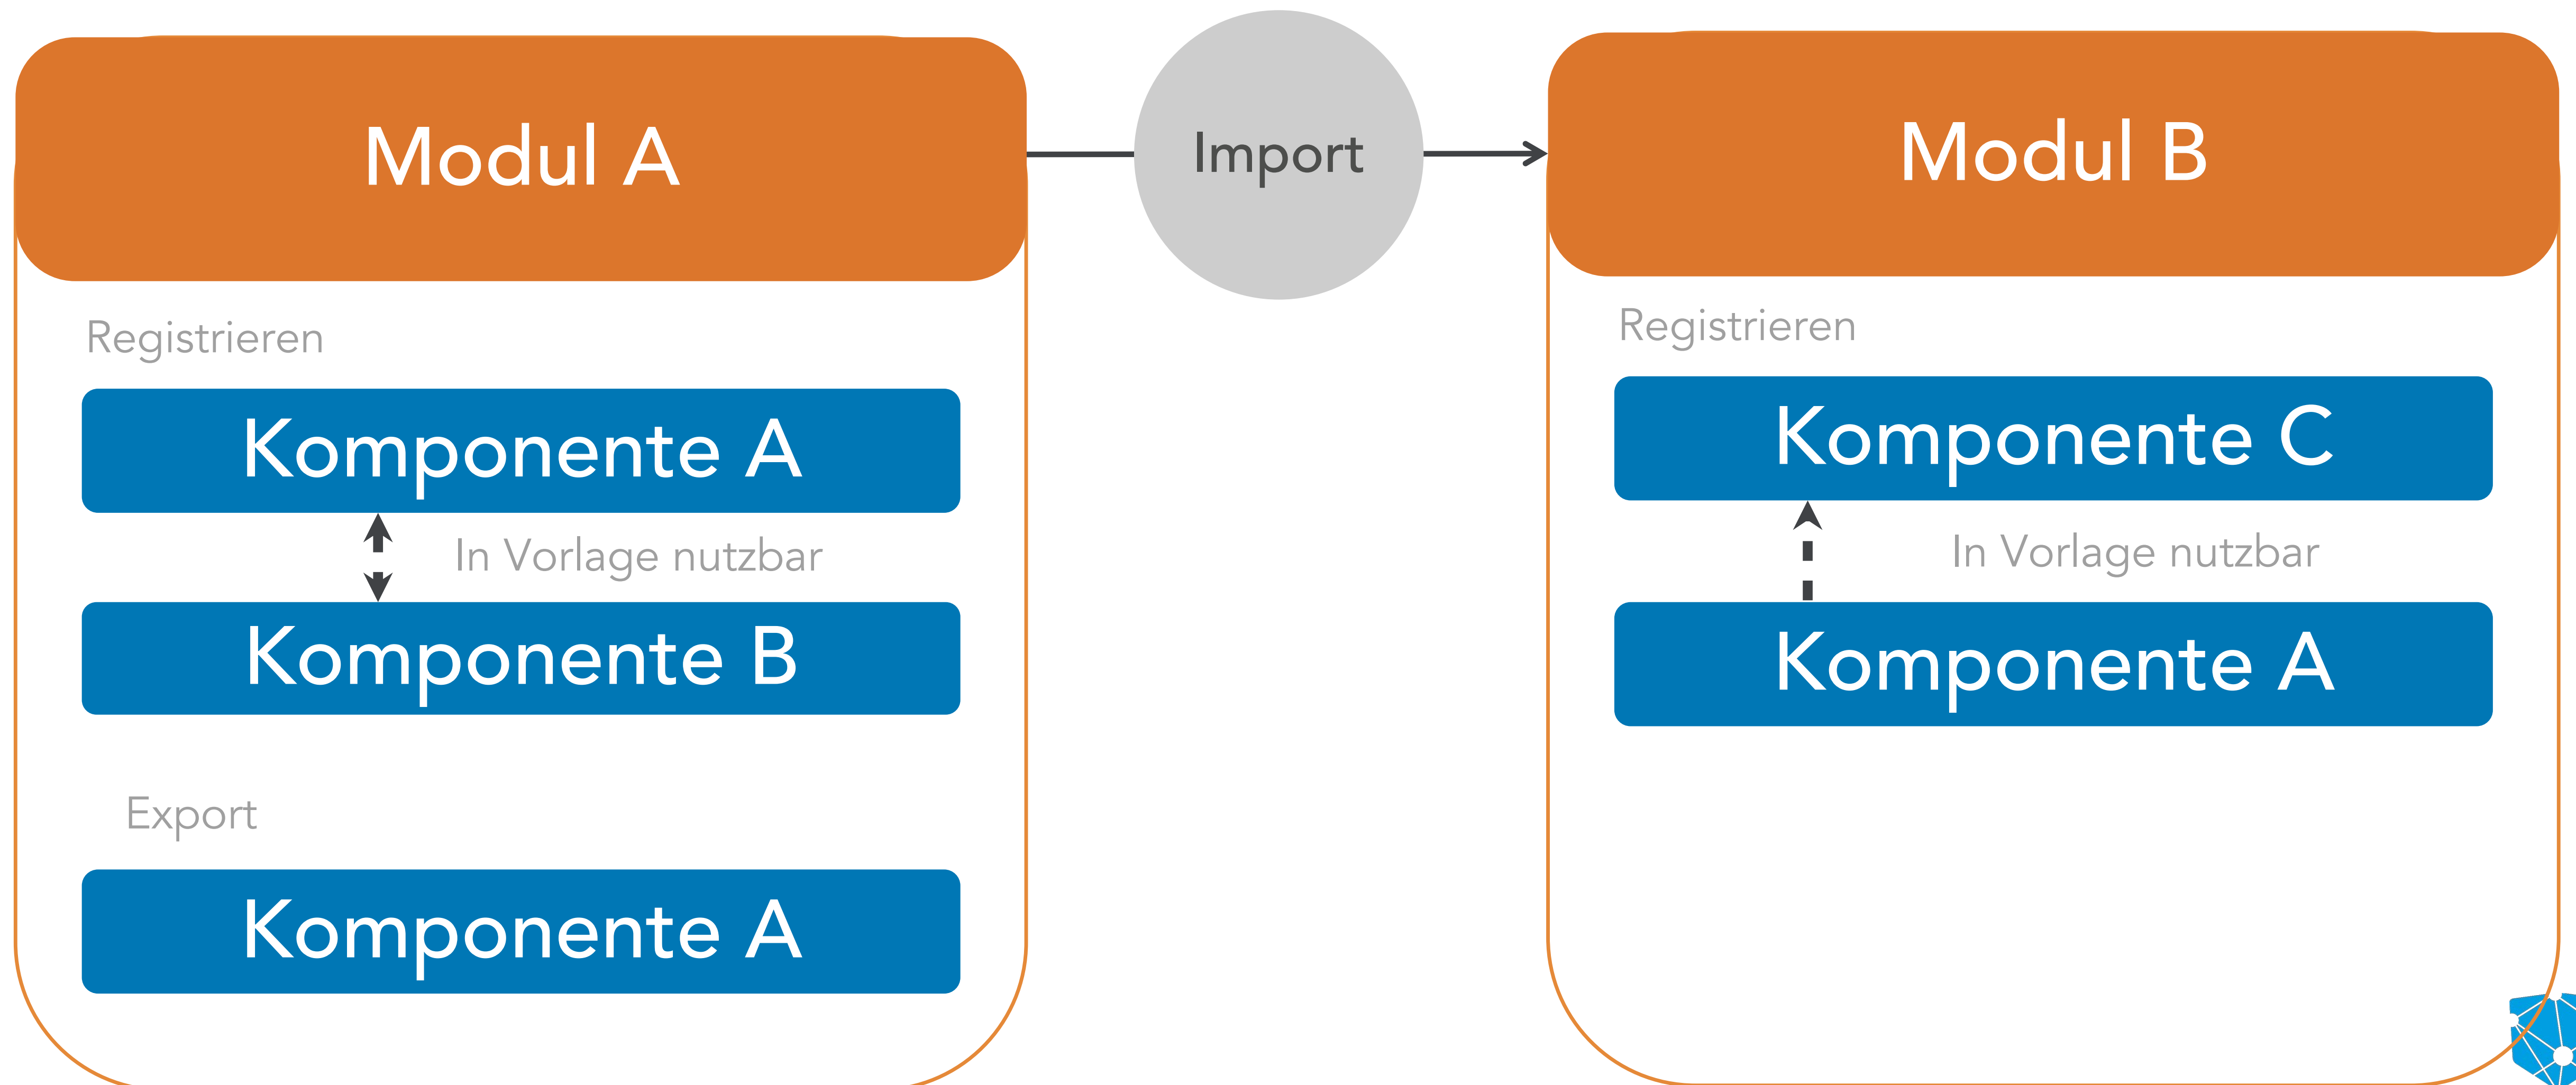 Modul A
Import
Modul B
Registrieren
Komponente A
In Vorlage nutzbar
Komponente B
Export
Komponente A
Registrieren
Komponente C
In Vorlage nutzbar
Komponente A